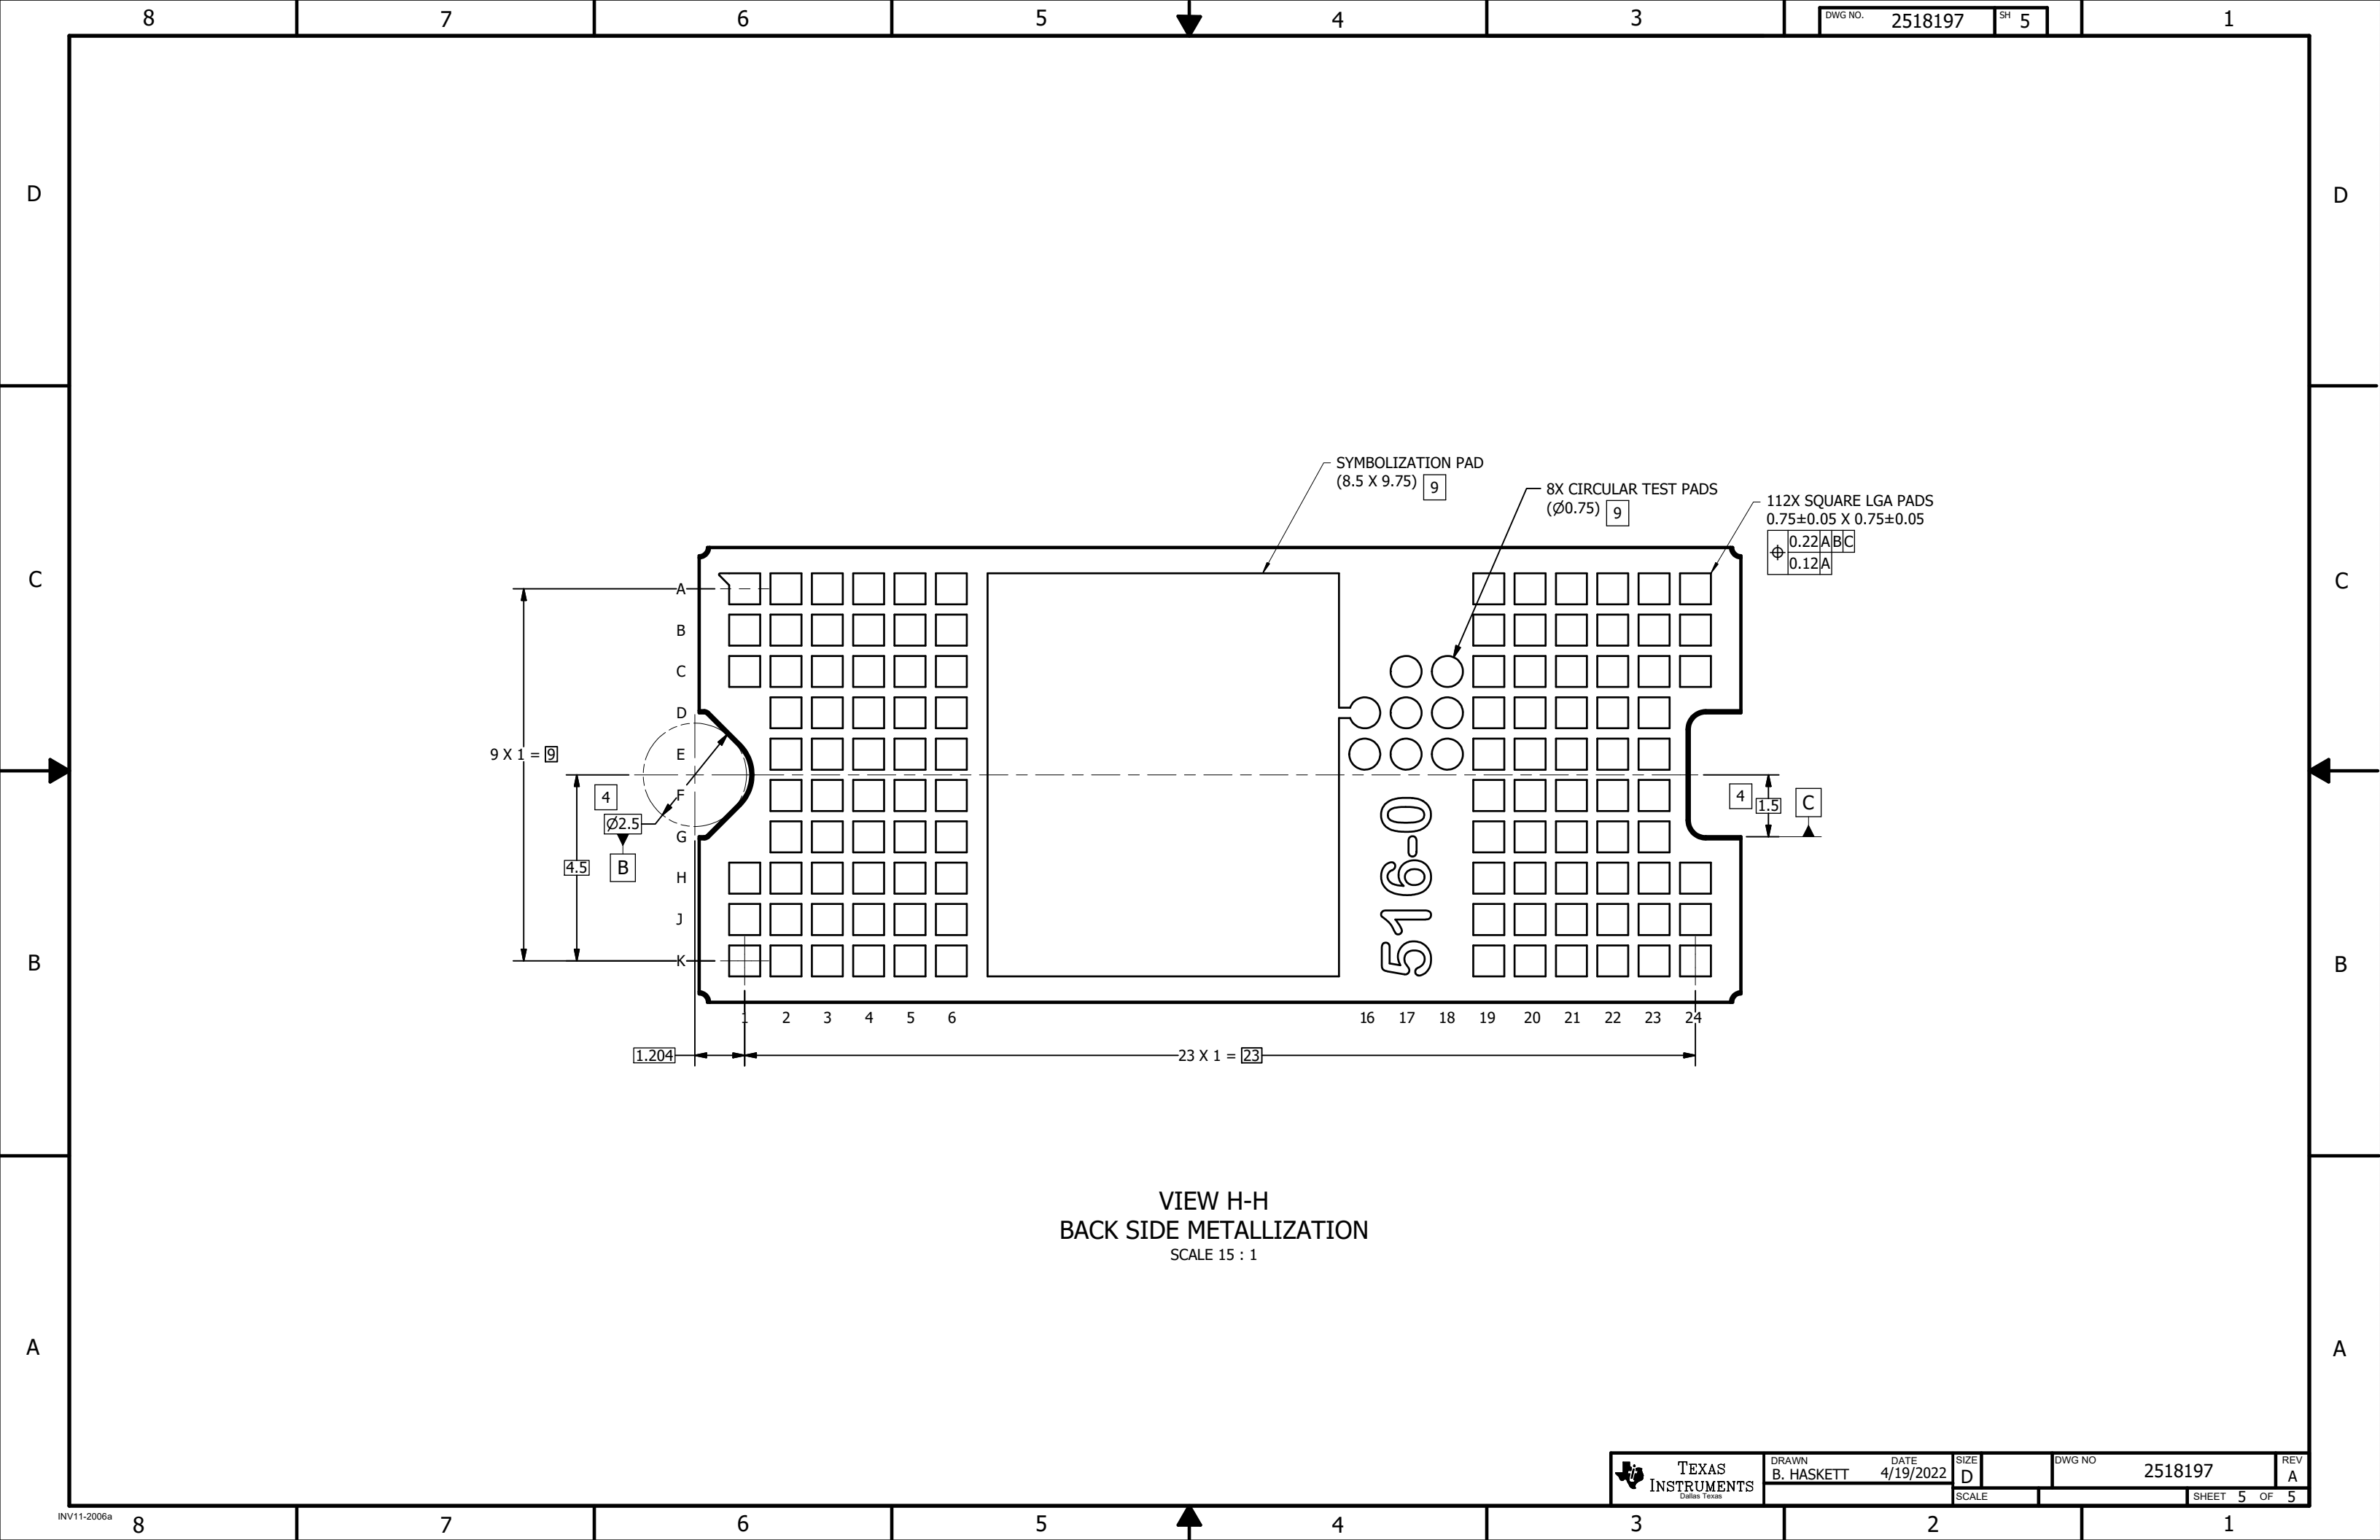 8 7 6 5 4 3 1
DWG NO. 2518197 SH 5
D D
SYMBOLIZATION PAD
(8.5 X 9.75) 9
8X CIRCULAR TEST PADS
(Ø0.75) 9
112X SQUARE LGA PADS
0.75±0.05 X 0.75±0.05
⌖ 0.22 A B C
0.12 A
C C
A
B
C
D
9 X 1 = 9
E
4
F
Ø2.5
G
B
4.5
H
J
K
4
1.5
C
5116-0
B B
1 2 3 4 5 6 16 17 18 19 20 21 22 23 24
1.204
23 X 1 = 23
VIEW H-H
BACK SIDE METALLIZATION
SCALE 15 : 1
A A
TEXAS
INSTRUMENTS
Dallas Texas
DRAWN
B. HASKETT
DATE
4/19/2022
SIZE
D
DWG NO
2518197
REV
A
SCALE
SHEET 5 OF 5
INV11-2006a
8 7 6 5 4 3 2 1